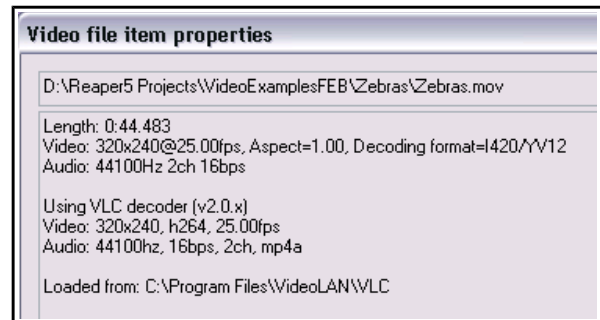 Video file item properties
D:\Reaper5 Projects\VideoExamplesFEB\Zebras\Zebras.mov
Length: 0:44.483
Video: 320x240@25.00fps, Aspect=1.00, Decoding format=I420/YV12
Audio: 44100Hz 2ch 16bps
Using VLC decoder (v2.0.x)
Video: 320x240, h264, 25.00fps
Audio: 44100hz, 16bps, 2ch, mp4a
Loaded from: C:\Program Files\VideoLAN\VLC